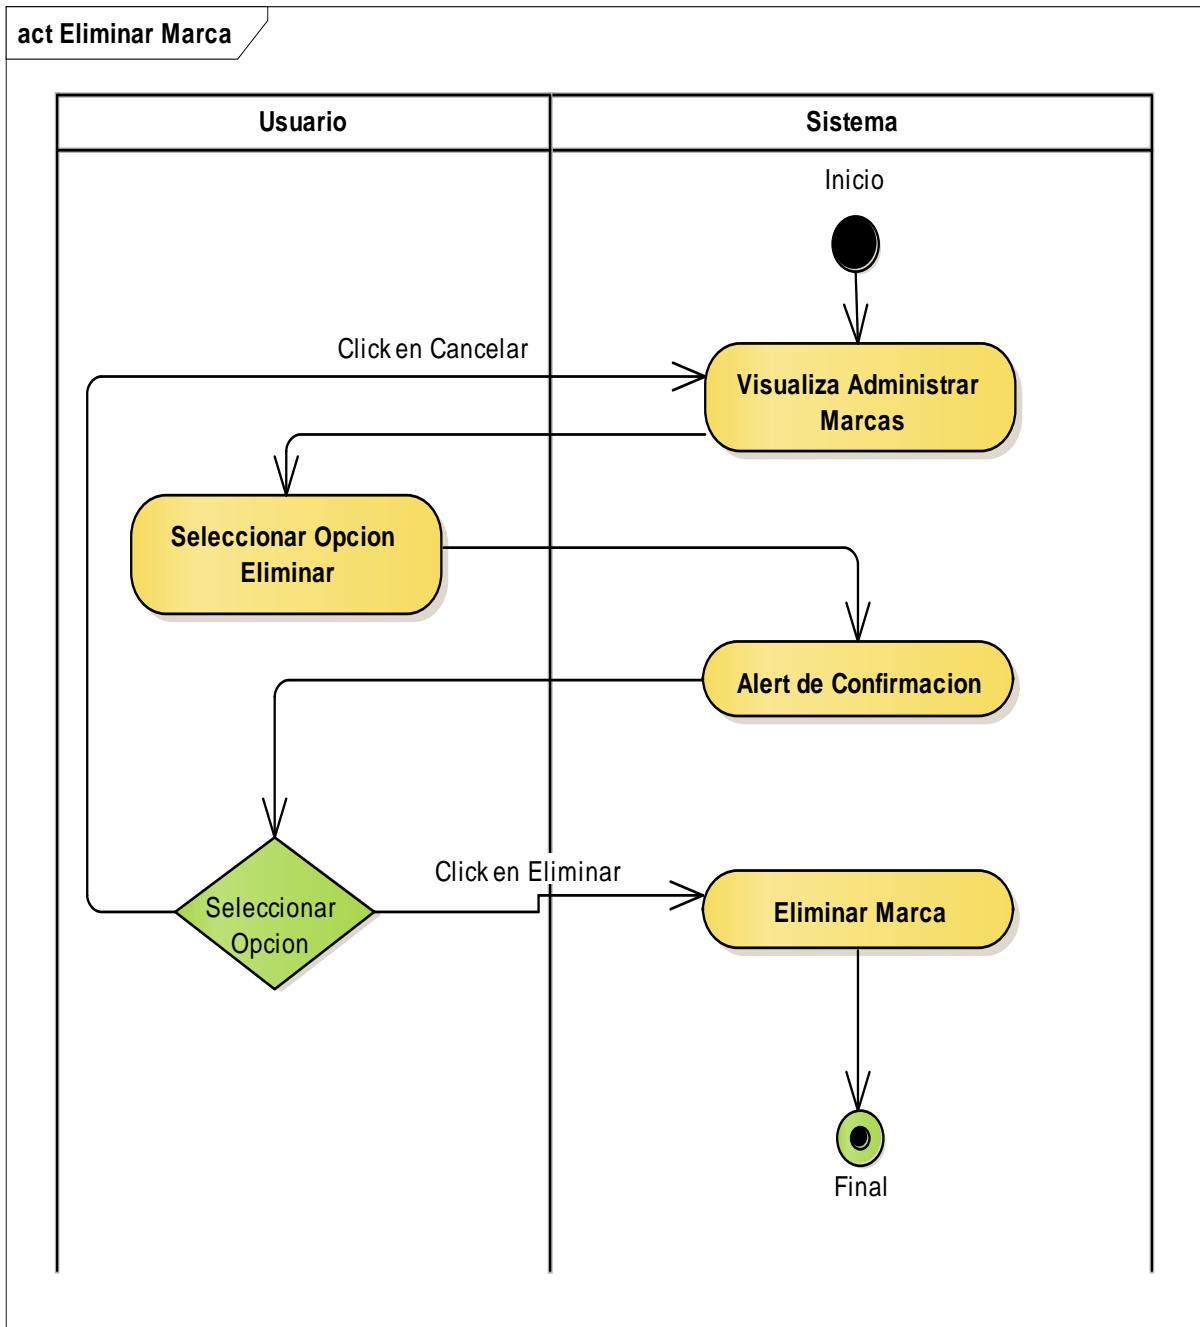 act Eliminar Marca
Usuario
Sistema
Inicio
Click en Cancelar
Visualiza Administrar
Marcas
Seleccionar Opcion
Eliminar
Alert de Confirmacion
Click en Eliminar
Seleccionar
Opcion
Eliminar Marca
Final